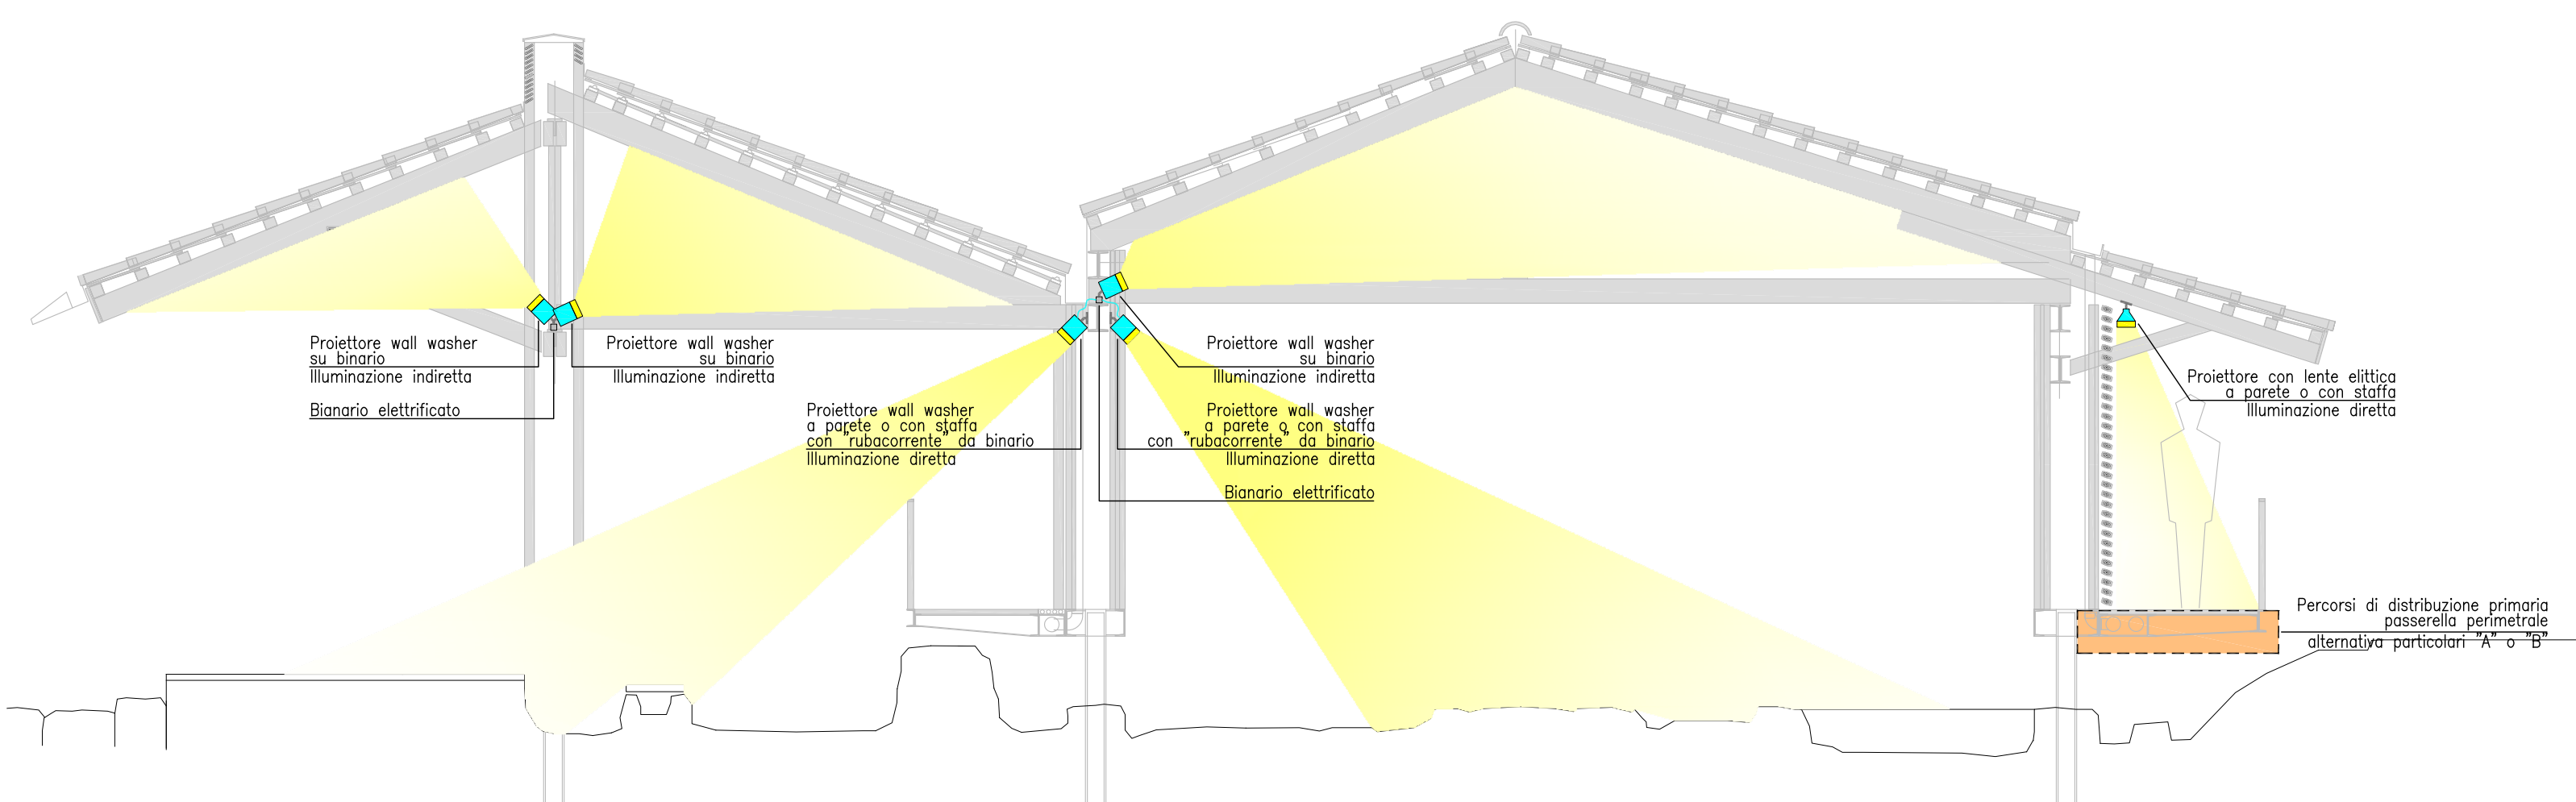 Proiettore wall washer
su binario
Illuminazione indiretta
Bianario elettrificato
Proiettore wall washer
su binario
Illuminazione indiretta
Proiettore wall washer
a parete o con staffa
con "rubacorrente" da binario
Illuminazione diretta
Proiettore wall washer
su binario
Illuminazione indiretta
Proiettore wall washer
a parete o con staffa
con "rubacorrente" da binario
Illuminazione diretta
Bianario elettrificato
Proiettore con lente elittica
a parete o con staffa
Illuminazione diretta
Percorsi di distribuzione primaria
passerella perimetrale
alternativa particolari "A" o "B"